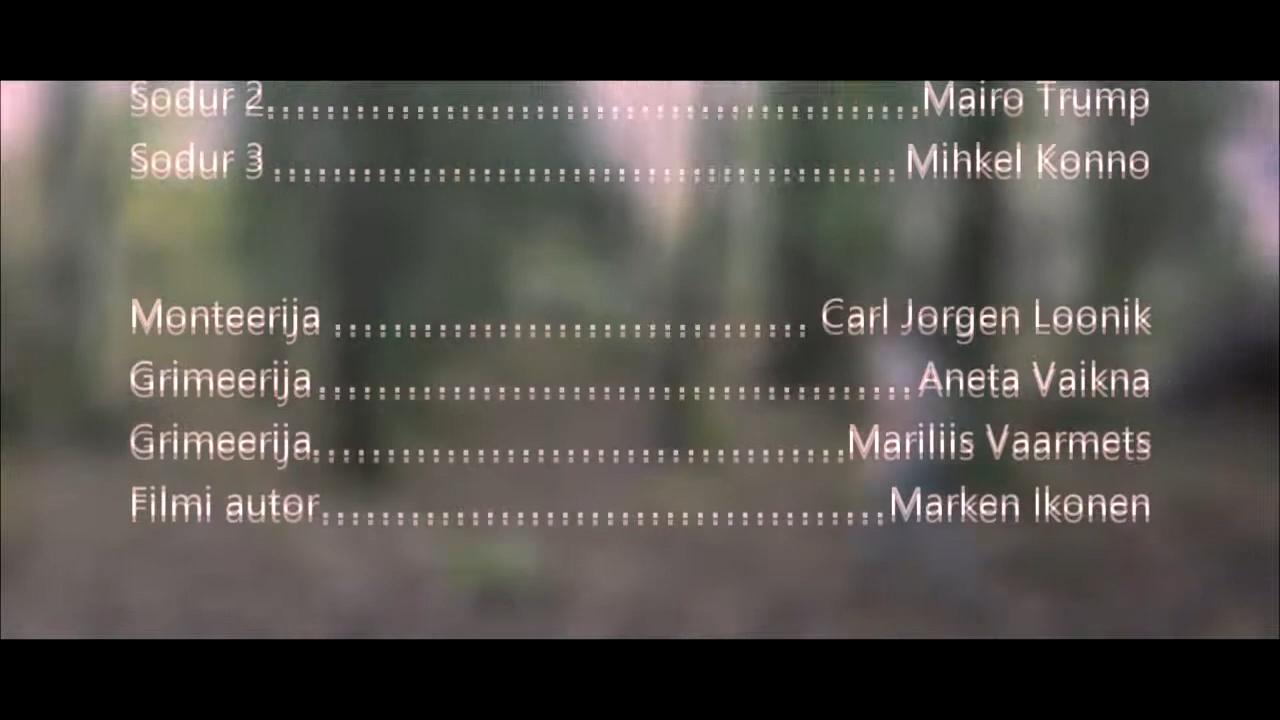 Sodur 2..........................................Mairo Trump
Sodur 3 .......................................... Mihkel Konno
Monteerija ................................ Carl Jorgen Loonik
Grimeerija........................................Aneta Vaikna
Grimeerija....................................Mariliis Vaarmets
Filmi autor......................................Marken Ikonen